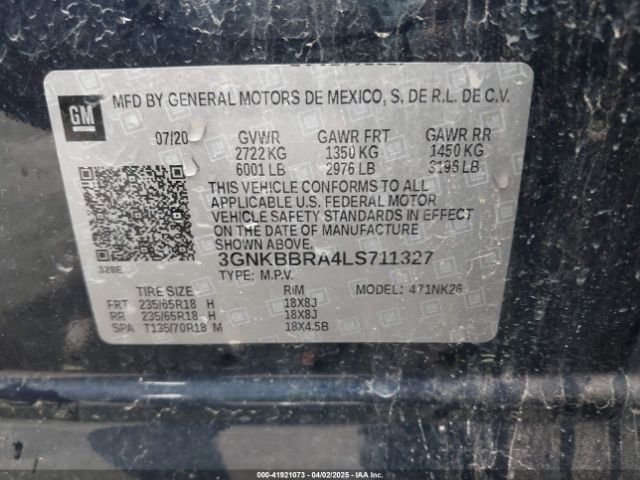 GM
MFD BY GENERAL MOTORS DE MEXICO, S. DE R.L. DE C.V.
07/20 GVWR GAWR FRT GAWR RR
2722 KG 1350 KG 1450 KG
6001 LB 2976 LB 3195 LB
THIS VEHICLE CONFORMS TO ALL
APPLICABLE U.S. FEDERAL MOTOR
VEHICLE SAFETY STANDARDS IN EFFECT
ON THE DATE OF MANUFACTURE
SHOWN ABOVE.
328E 3GNKBBRA4LS711327
TYPE: M.P.V.
TIRE SIZE RIM MODEL: 471NK26
FRT 235/65R18 H 18X8J
RR 235/65R18 H 18X8J
SPA T135/70R18 M 18X4.5B
000-41921073 - 04/02/2025 - IAAI.COM